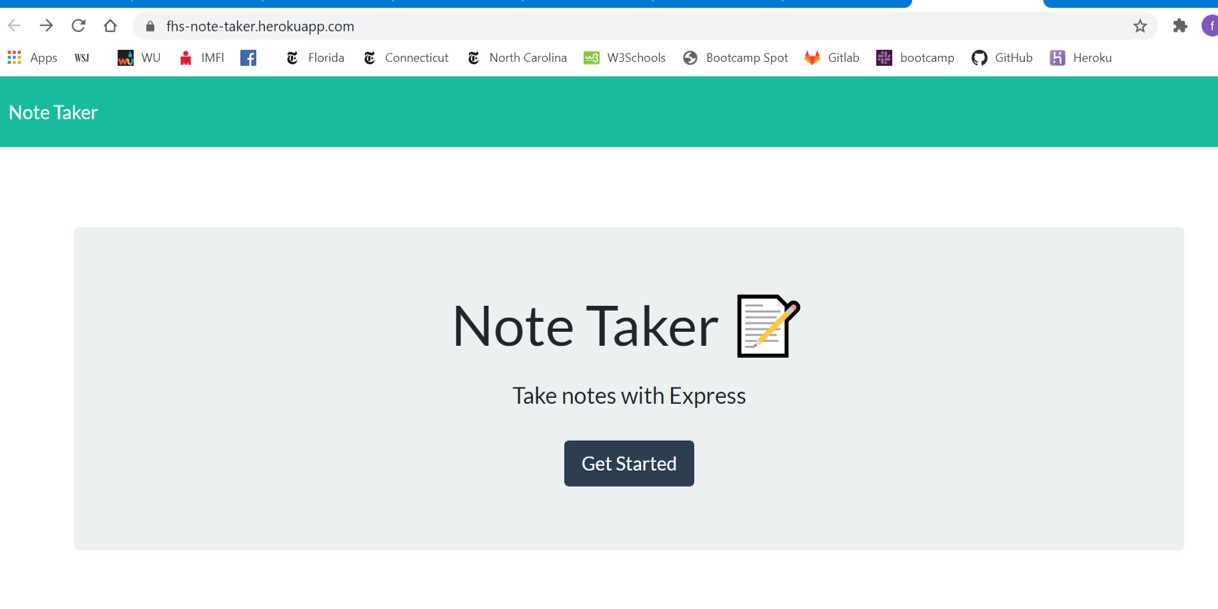 fhs-note-taker.herokuapp.com
f
Apps WSJ WU IMFl Florida Connecticut North Carolina W3Schools Bootcamp Spot Gitlab bootcamp GitHub Heroku
Note Taker
Note Taker
Take notes with Express
Get Started